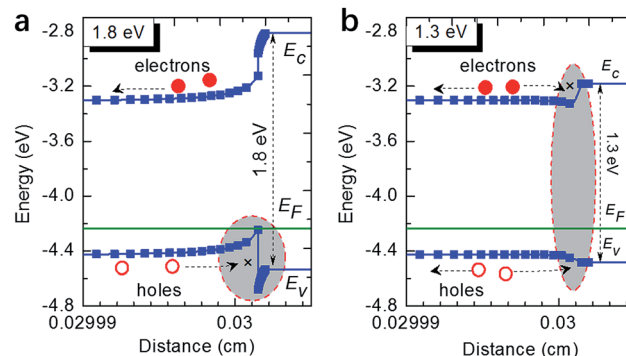 a
1.8 eV
Energy (eV)
-2.8
-3.2
-3.6
-4.0
-4.4
-4.8
electrons
E_C
1.8 eV
E_F
E_V
holes
0.02999
0.03
Distance (cm)
b
1.3 eV
Energy (eV)
-2.8
-3.2
-3.6
-4.0
-4.4
-4.8
electrons
E_C
1.3 eV
E_F
E_V
holes
0.02999
0.03
Distance (cm)